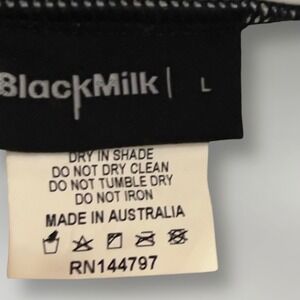 BlackMilk | L
DRY IN SHADE
DO NOT DRY CLEAN
DO NOT TUMBLE DRY
DO NOT IRON
MADE IN AUSTRALIA
RN144797